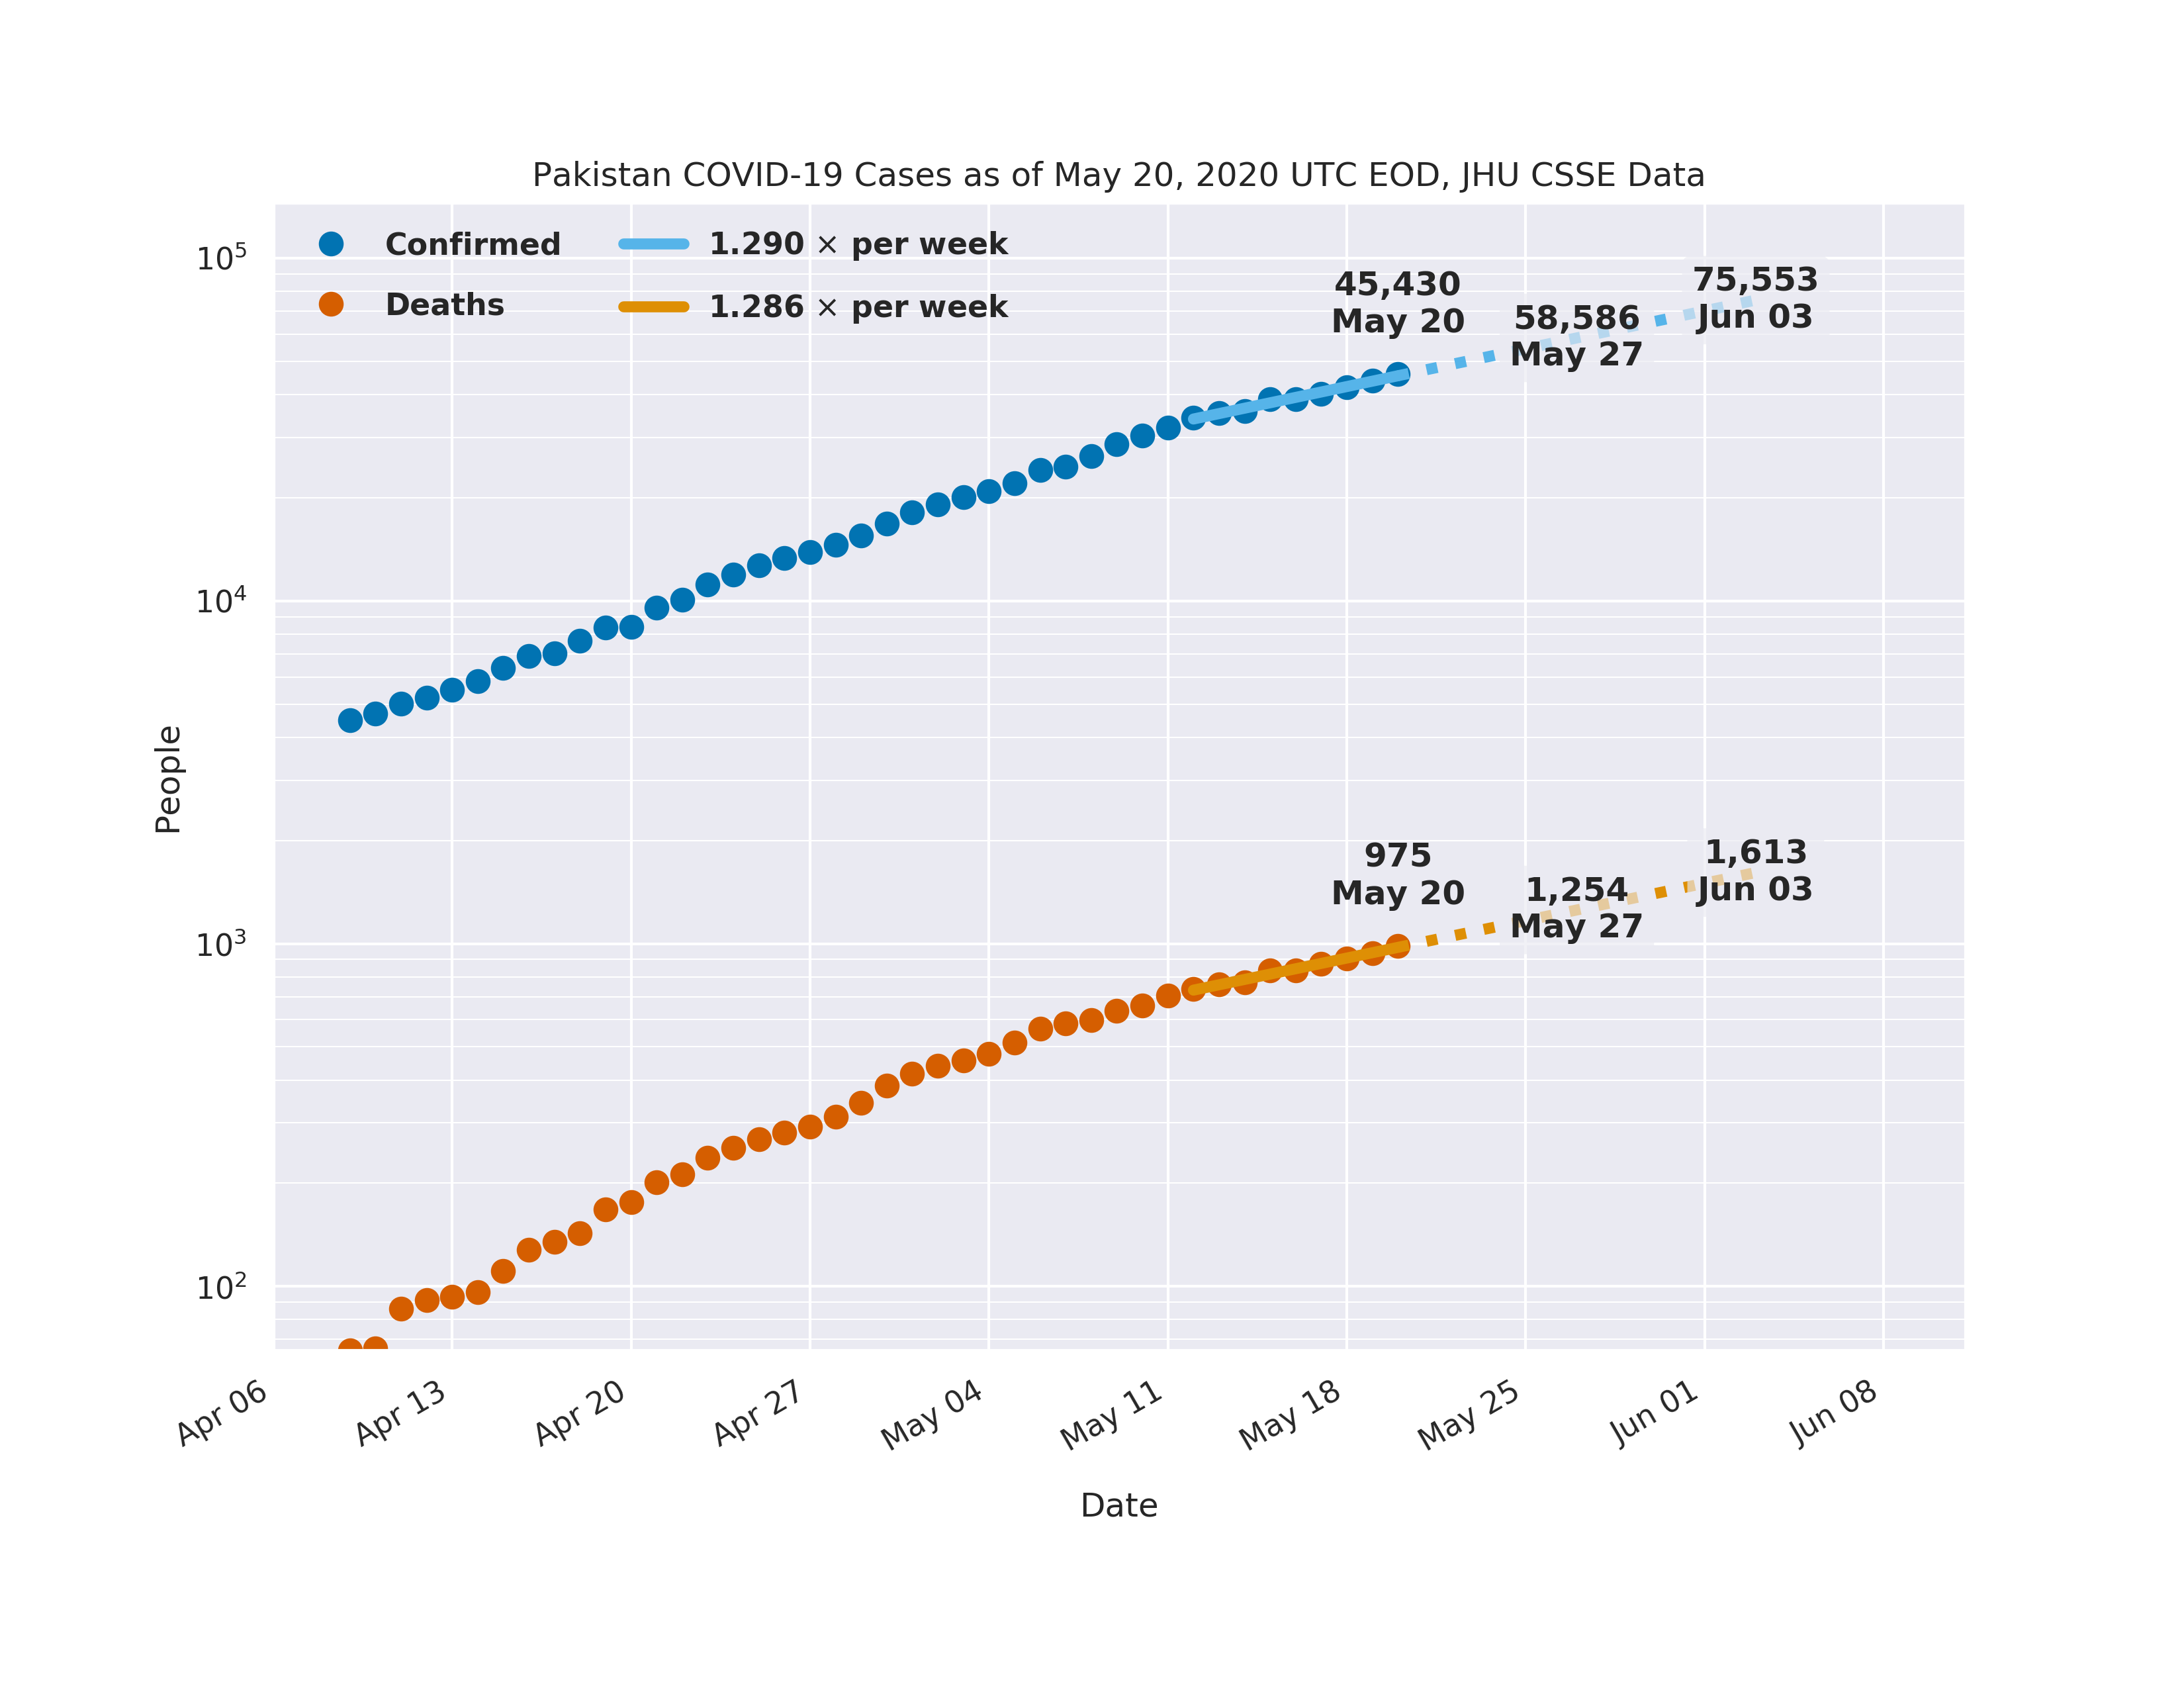 Pakistan COVID-19 Cases as of May 20, 2020 UTC EOD, JHU CSSE Data
Confirmed
Deaths
1.290 × per week
1.286 × per week
45,430
May 20
58,586
May 27
75,553
Jun 03
975
May 20
1,254
May 27
1,613
Jun 03
10⁵
10⁴
10³
10²
People
Apr 06
Apr 13
Apr 20
Apr 27
May 04
May 11
May 18
May 25
Jun 01
Jun 08
Date